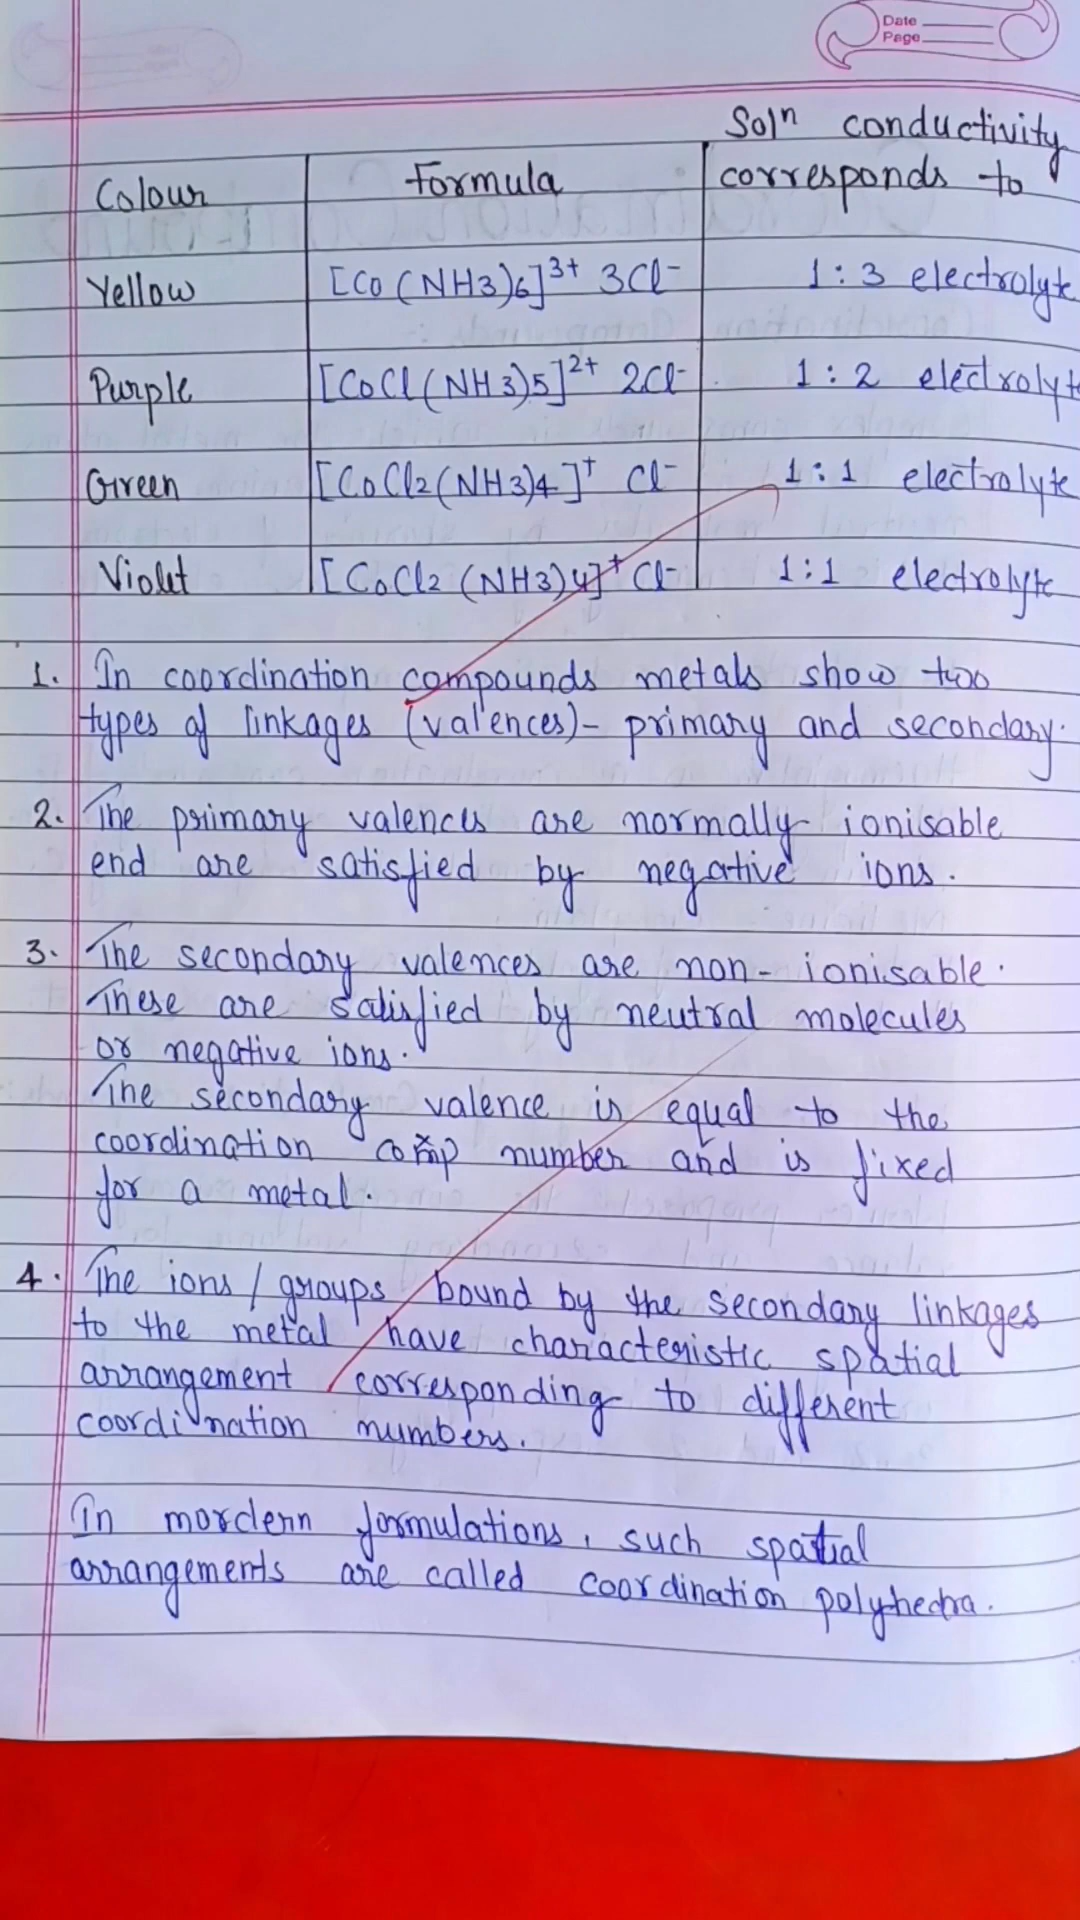 Date
Page
Soln conductivity
Colour Formula corresponds to
Yellow [Co(NH3)6]3+ 3Cl- 1:3 electrolyte
Purple [CoCl(NH3)5]2+ 2Cl- 1:2 electrolyte
Green [CoCl2(NH3)4]+ Cl- 1:1 electrolyte
Violet [CoCl2(NH3)4]+ Cl- 1:1 electrolyte
1. In coordination compounds metals show two
types of linkages (valences)- primary and secondary.
2. The primary valences are normally ionisable
end are satisfied by negative ions.
3. The secondary valences are non-ionisable.
These are satisfied by neutral molecules
or negative ions.
The secondary valence is equal to the
coordination comp number and is fixed
for a metal.
4. The ions/groups bound by the secondary linkages
to the metal have characteristic spatial
arrangement corresponding to different
coordination numbers.
In mordern formulations, such spatial
arrangements are called coordination polyhedra.